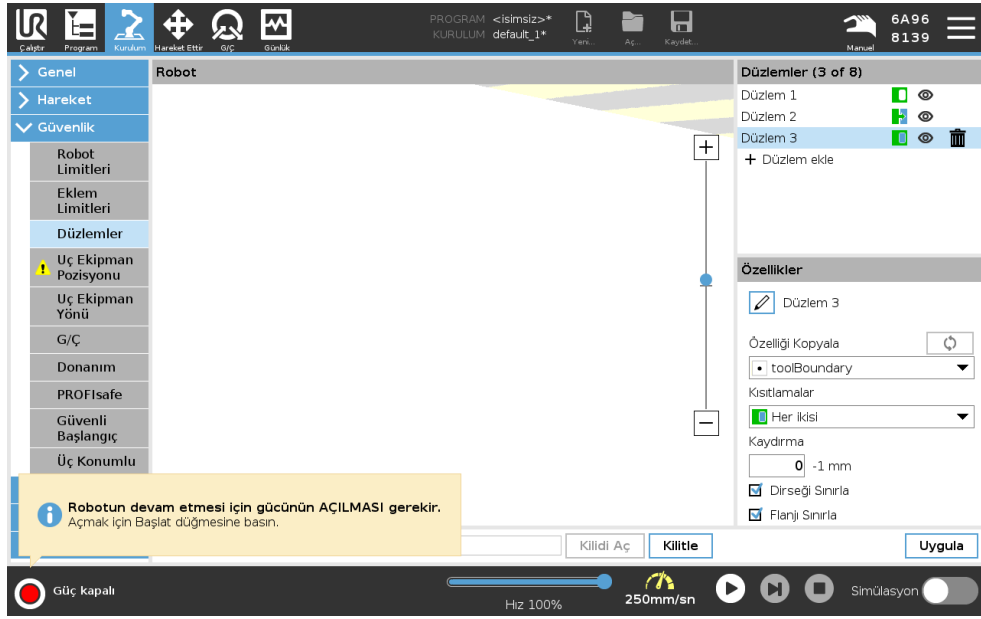 PROGRAM <isimsiz>*
KURULUM default_1*
Çalıştır
Program
Kurulum
Hareket Ettir
G/Ç
Günlük
Yeni...
Aç...
Kaydet...
Manuel
6A96
8139
Genel
Hareket
Güvenlik
Robot
Limitleri
Eklem
Limitleri
Düzlemler
Uç Ekipman
Pozisyonu
Uç Ekipman
Yönü
G/Ç
Donanım
PROFIsafe
Güvenli
Başlangıç
Üç Konumlu
Robot
Düzlemler (3 of 8)
Düzlem 1
Düzlem 2
Düzlem 3
+ Düzlem ekle
Özellikler
Düzlem 3
Özelliği Kopyala
toolBoundary
Kısıtlamalar
Her ikisi
Kaydırma
0 -1 mm
Dirseği Sınırla
Flanjı Sınırla
Robotun devam etmesi için gücünün AÇILMASI gerekir.
Açmak için Başlat düğmesine basın.
Kilidi Aç
Kilitle
Uygula
Güç kapalı
Hız 100%
250mm/sn
Simülasyon